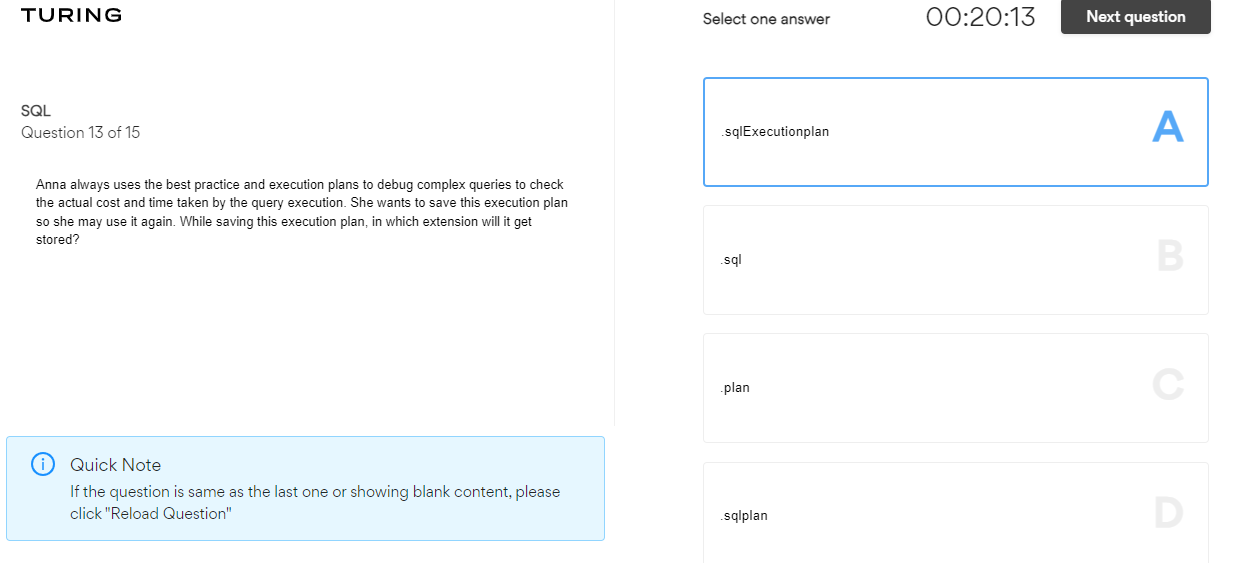 TURING
SQL
Question 13 of 15
Anna always uses the best practice and execution plans to debug complex queries to check
the actual cost and time taken by the query execution. She wants to save this execution plan
so she may use it again. While saving this execution plan, in which extension will it get
stored?
Quick Note
If the question is same as the last one or showing blank content, please
click "Reload Question"
Select one answer
00:20:13
Next question
.sqlExecutionplan
A
.sql
B
.plan
C
.sqlplan
D